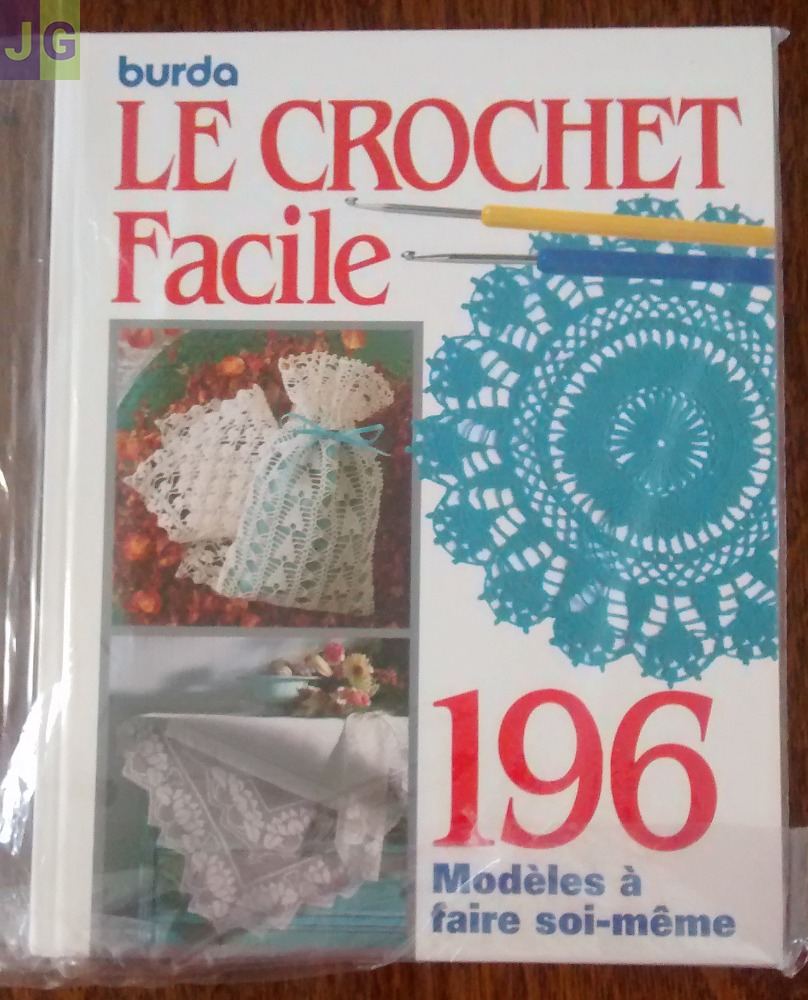 JG
burda
LE CROCHET
Facile
196
Modèles à
faire soi-même